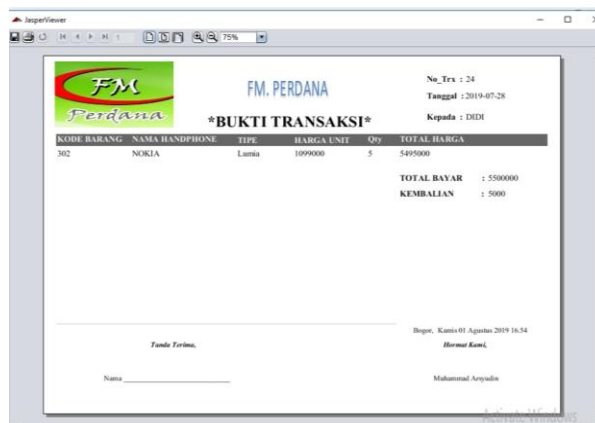 JasperViewer
75%
FM
Perdana
FM. PERDANA
*BUKTI TRANSAKSI*
No_Trx : 24
Tanggal : 2019-07-28
Kepada : DIDI
KODE BARANG NAMA HANDPHONE TIPE HARGA UNIT Qty TOTAL HARGA
302 NOKIA Lumia 1099000 5 5495000
TOTAL BAYAR : 5500000
KEMBALIAN : 5000
Bogor, Kamis 01 Agustus 2019 16.54
Tanda Terima, Hormat Kami,
Nama Muhammad Arsyadin
Activate Windows